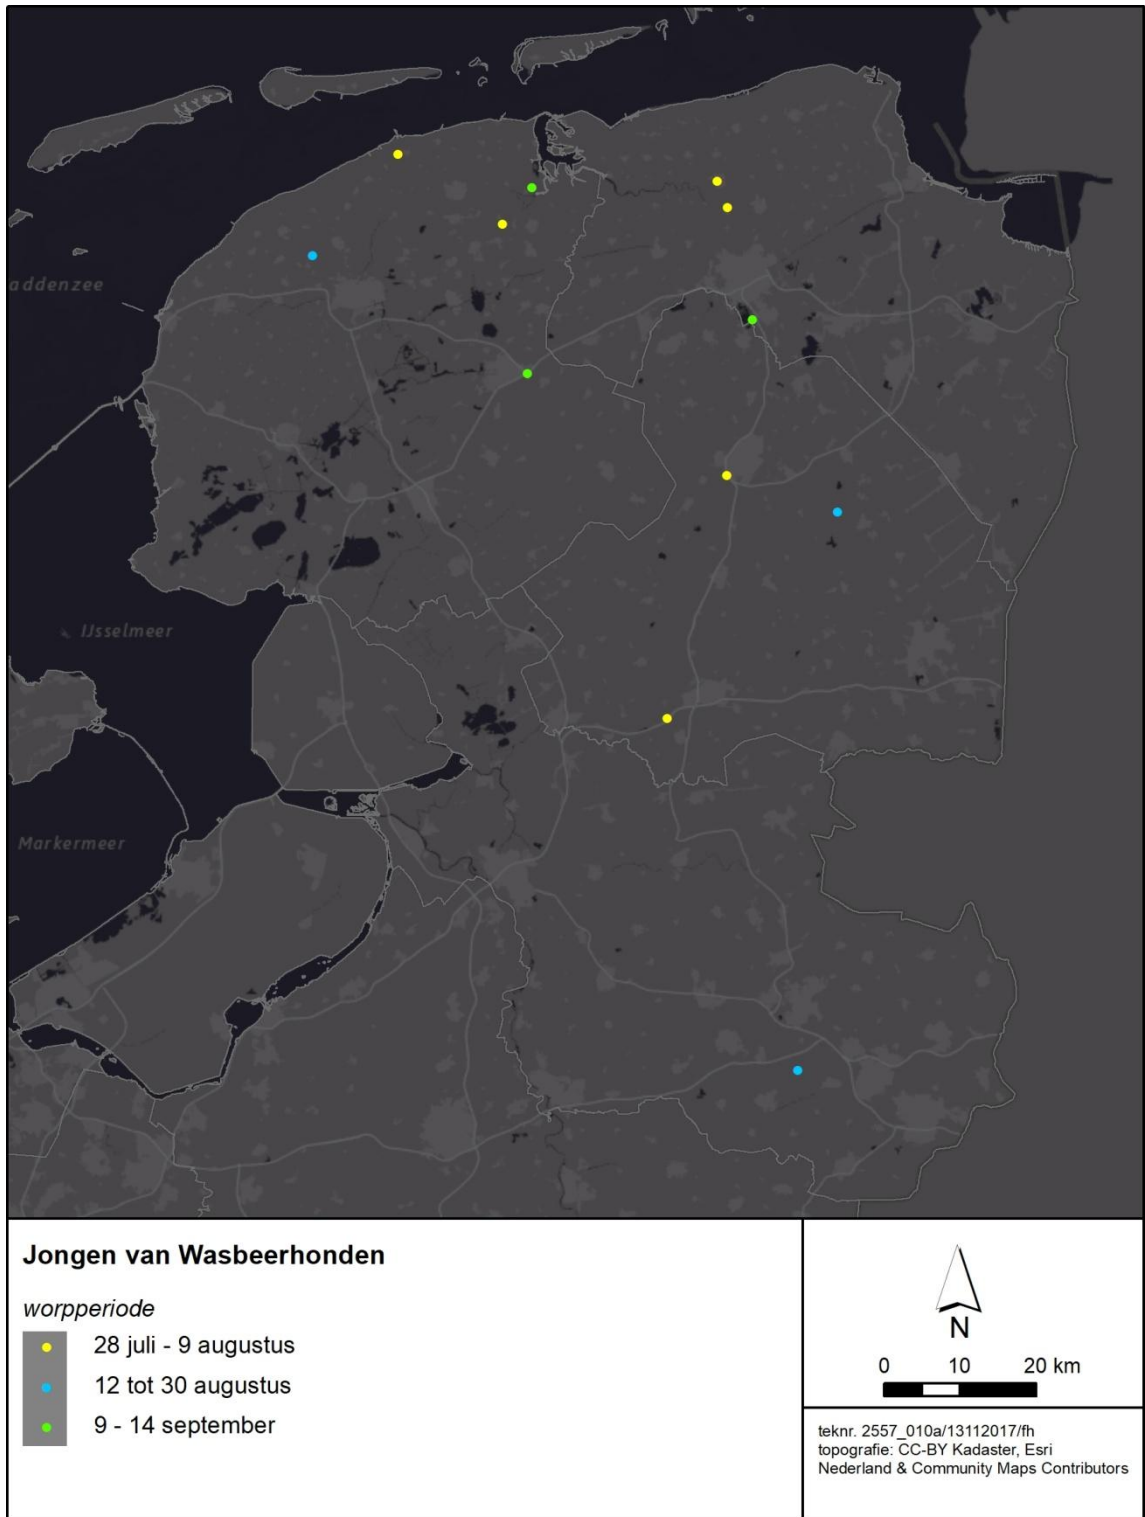 addenzee
IJsselmeer
Markermeer
Jongen van Wasbeerhonden
worpperiode
28 juli - 9 augustus
12 tot 30 augustus
9 - 14 september
N
0 10 20 km
teknr. 2557_010a/13112017/fh
topografie: CC-BY Kadaster, Esri
Nederland & Community Maps Contributors